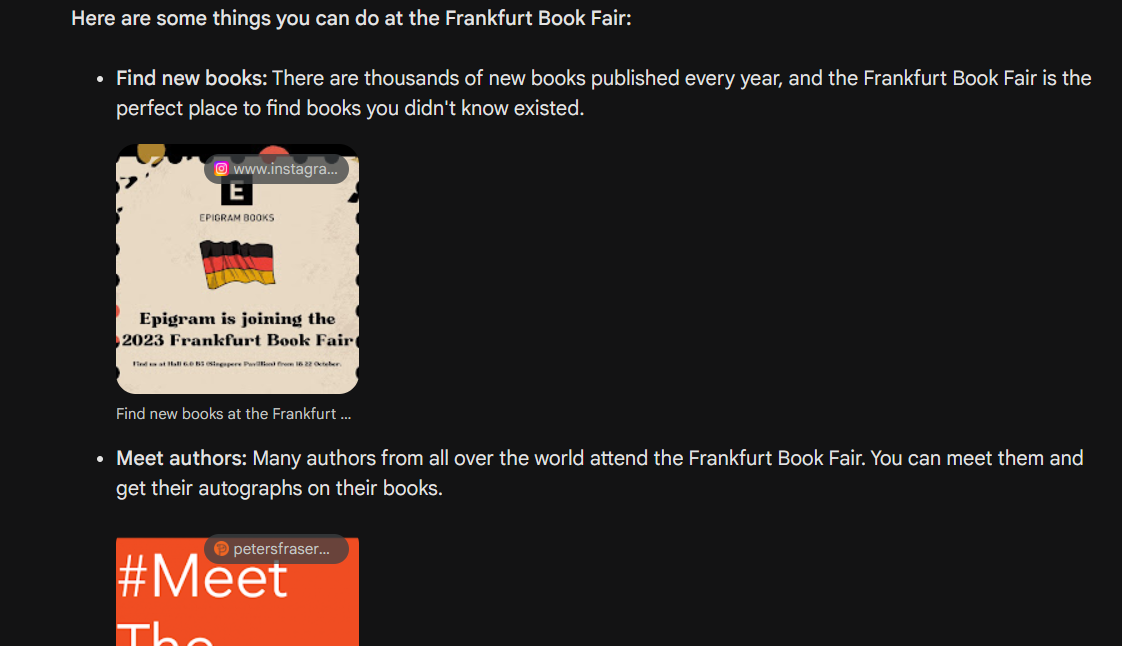 Here are some things you can do at the Frankfurt Book Fair:
• Find new books: There are thousands of new books published every year, and the Frankfurt Book Fair is the
perfect place to find books you didn't know existed.
www.instagra...
E
EPIGRAM BOOKS
Epigram is joining the
2023 Frankfurt Book Fair
Find us at Hall 6.0 B5 (Singapore Pavilion) from 18-22 October.
Find new books at the Frankfurt ...
• Meet authors: Many authors from all over the world attend the Frankfurt Book Fair. You can meet them and
get their autographs on their books.
petersfraser...
#Meet
The